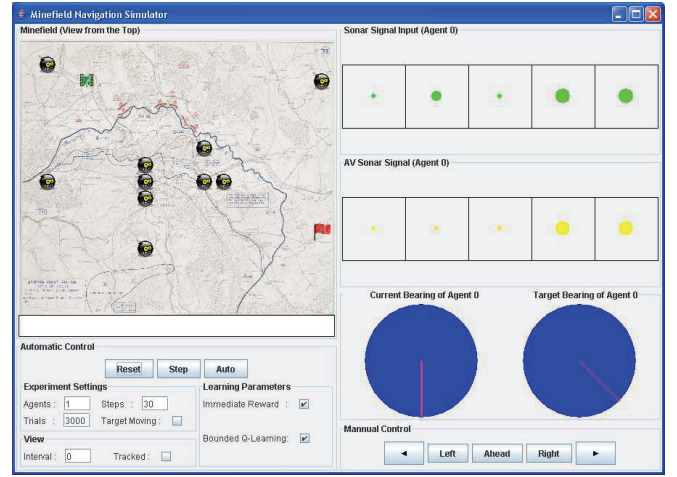 Minefield Navigation Simulator
Minefield (View from the Top)
Automatic Control
Reset Step Auto
Experiment Settings
Agents : 1 Steps : 30
Trials : 3000 Target Moving :
View
Interval : 0 Tracked :
Learning Parameters
Immediate Reward :
Bounded Q-Learning:
Sonar Signal Input (Agent 0)
AV Sonar Signal (Agent 0)
Current Bearing of Agent 0
Target Bearing of Agent 0
Mannual Control
Left Ahead Right